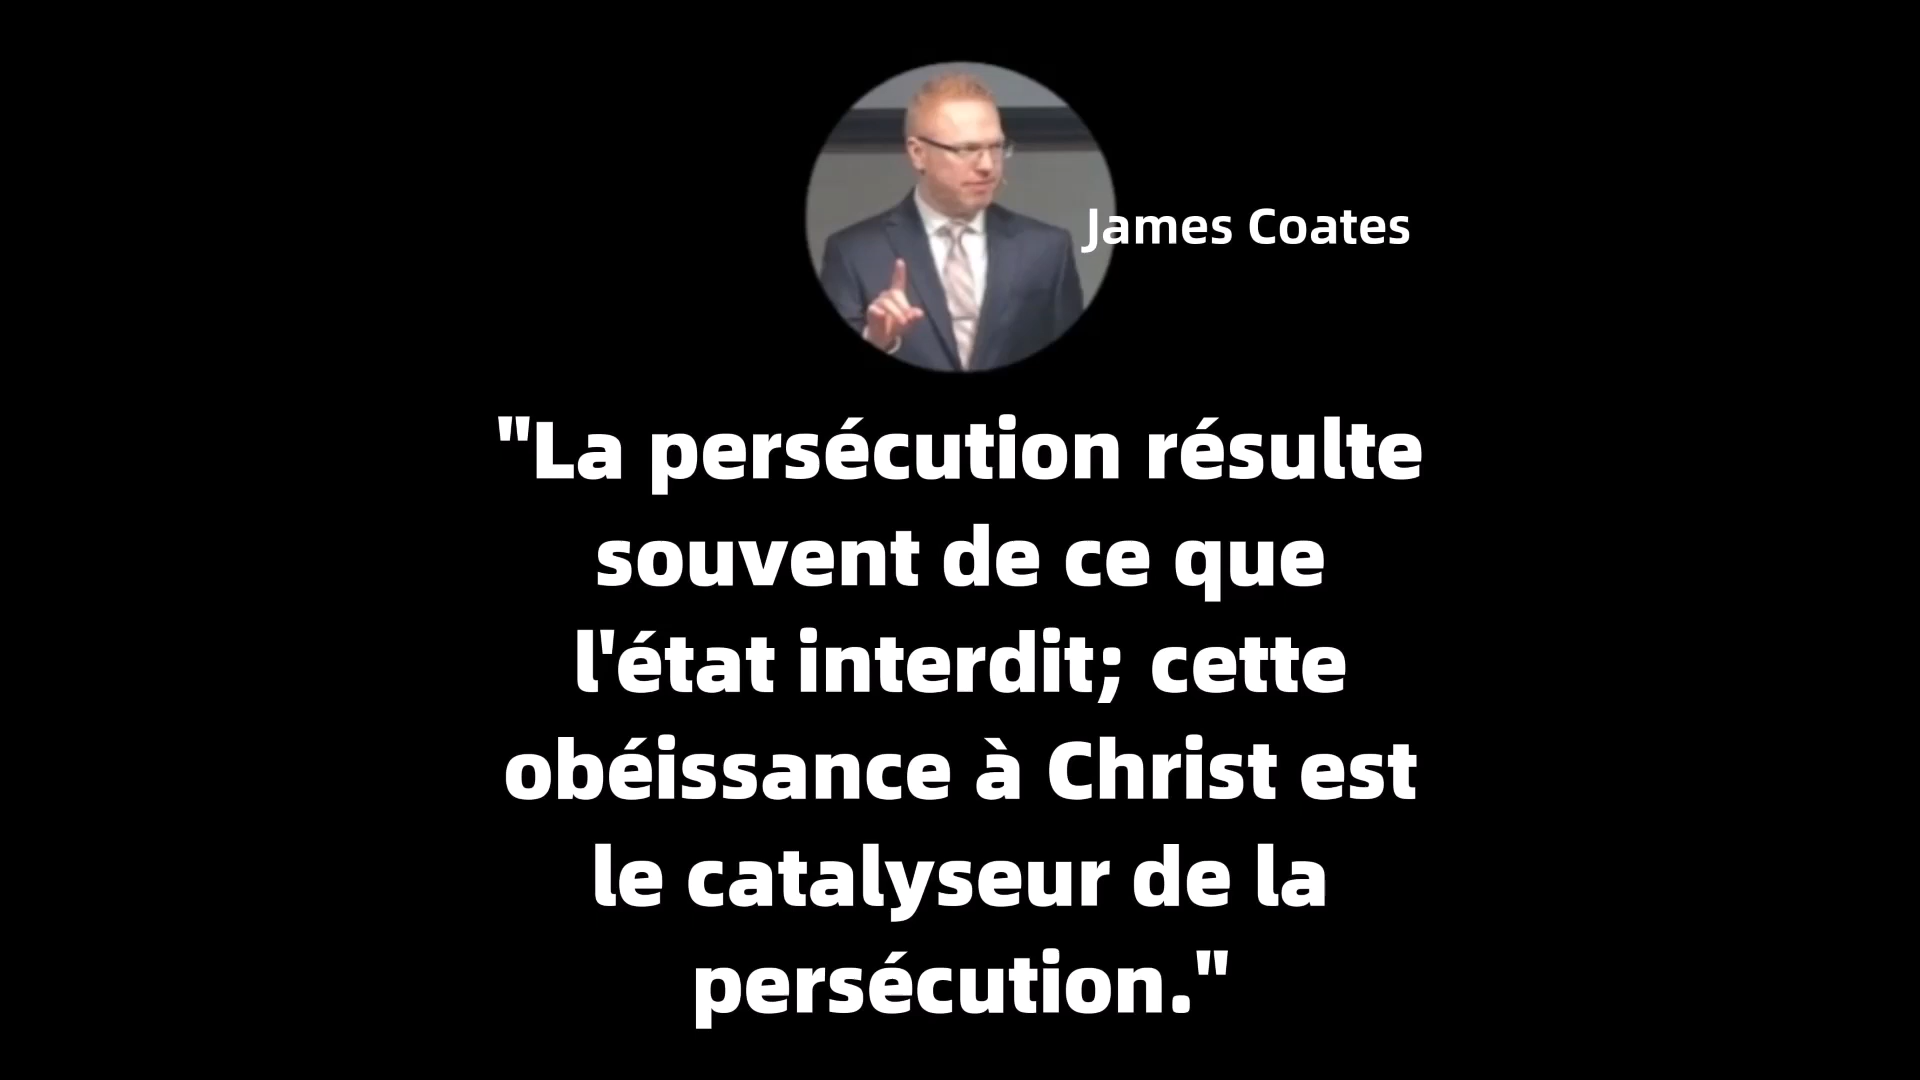 James Coates
"La persécution résulte
souvent de ce que
l'état interdit; cette
obéissance à Christ est
le catalyseur de la
persécution."